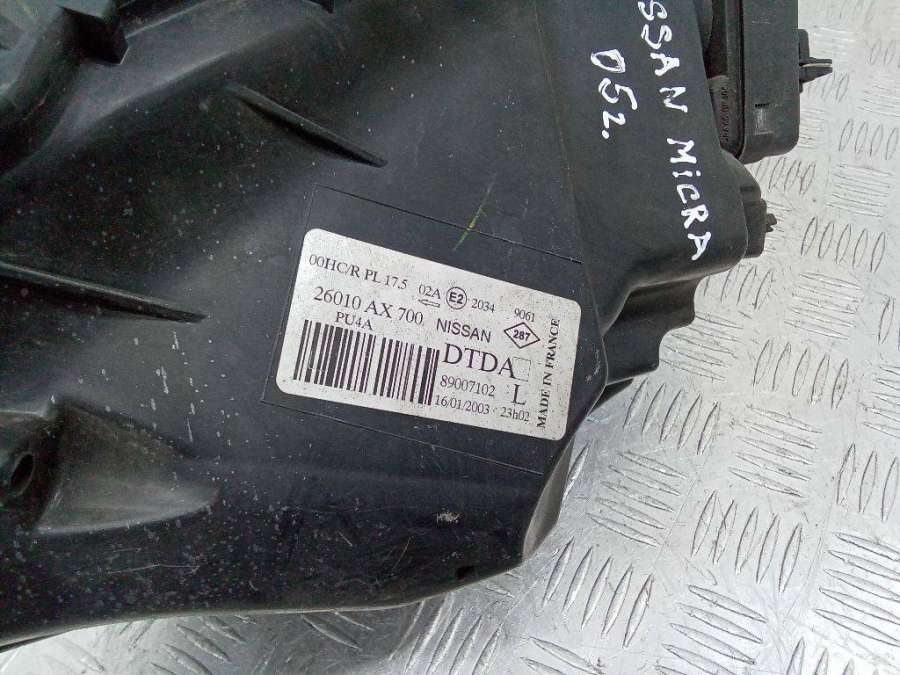 SSAN MICRA
05z.
00HC/R PL 17.5 02A E2 2034 9061
26010 AX 700 NISSAN 287
PU4A
DTDA
89007102 L
16/01/2003 - 23h02
MADE IN FRANCE